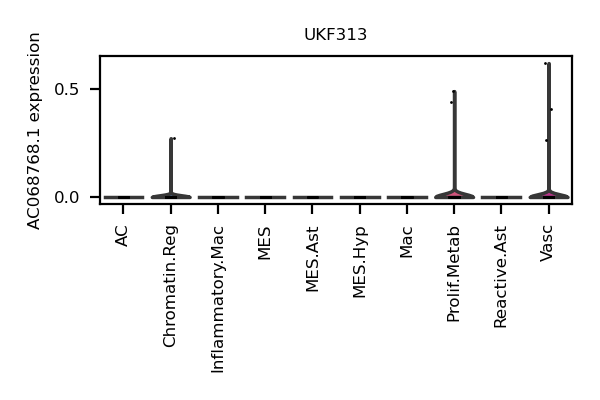 UKF313
AC068768.1 expression
0.5
0.0
AC
Chromatin.Reg
Inflammatory.Mac
MES
MES.Ast
MES.Hyp
Mac
Prolif.Metab
Reactive.Ast
Vasc